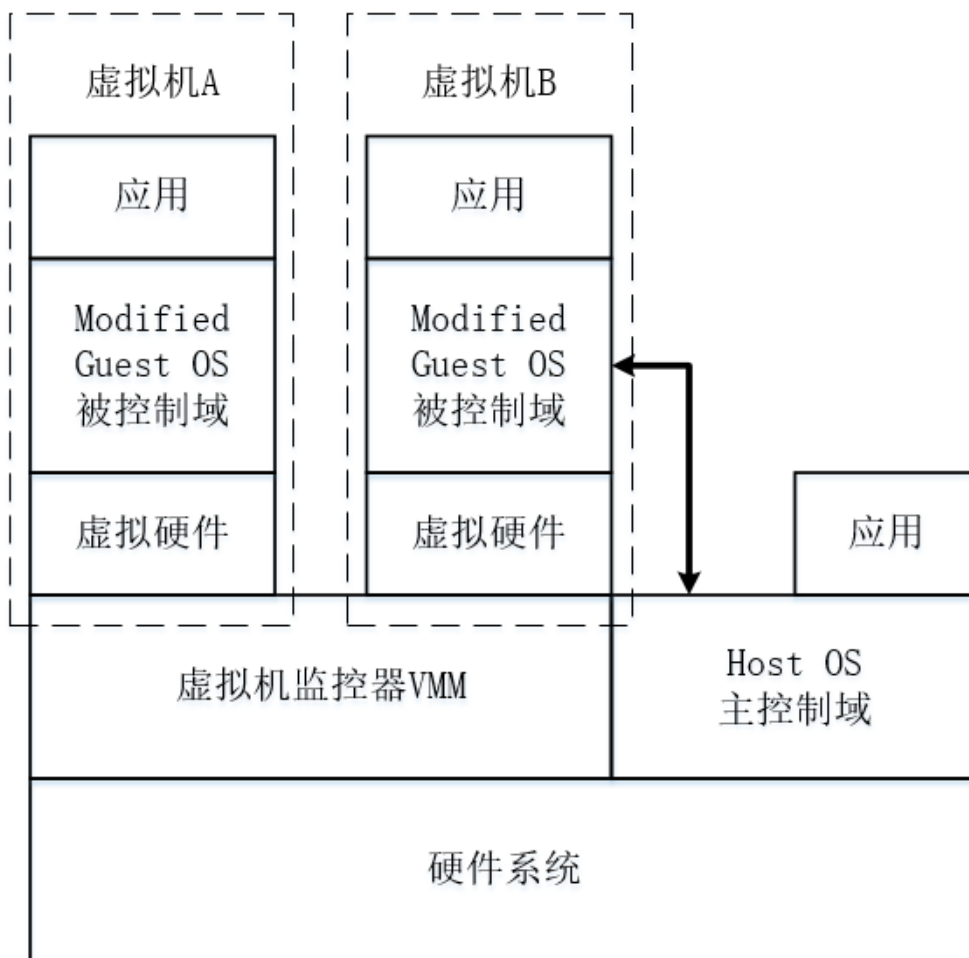 虚拟机A
虚拟机B
应用
应用
Modified
Guest OS
被控制域
Modified
Guest OS
被控制域
虚拟硬件
虚拟硬件
应用
虚拟机监控器VMM
Host OS
主控制域
硬件系统